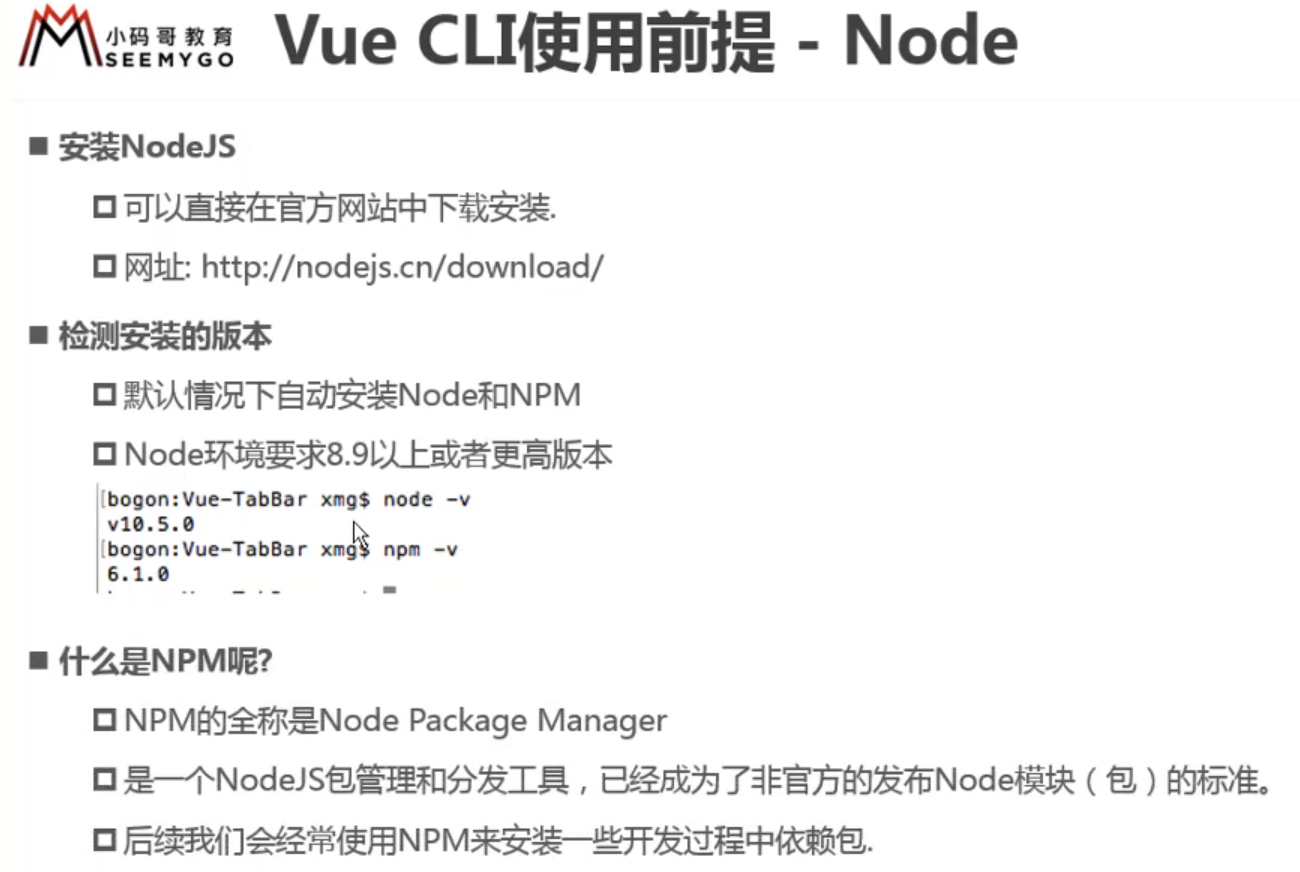 小码哥教育
SEEMYGO
Vue CLI使用前提 - Node
安装NodeJS
可以直接在官方网站中下载安装.
网址: http://nodejs.cn/download/
检测安装的版本
默认情况下自动安装Node和NPM
Node环境要求8.9以上或者更高版本
[bogon:Vue-TabBar xmg$ node -v
v10.5.0
[bogon:Vue-TabBar xmg$ npm -v
6.1.0
什么是NPM呢?
NPM的全称是Node Package Manager
是一个NodeJS包管理和分发工具，已经成为了非官方的发布Node模块（包）的标准。
后续我们会经常使用NPM来安装一些开发过程中依赖包.